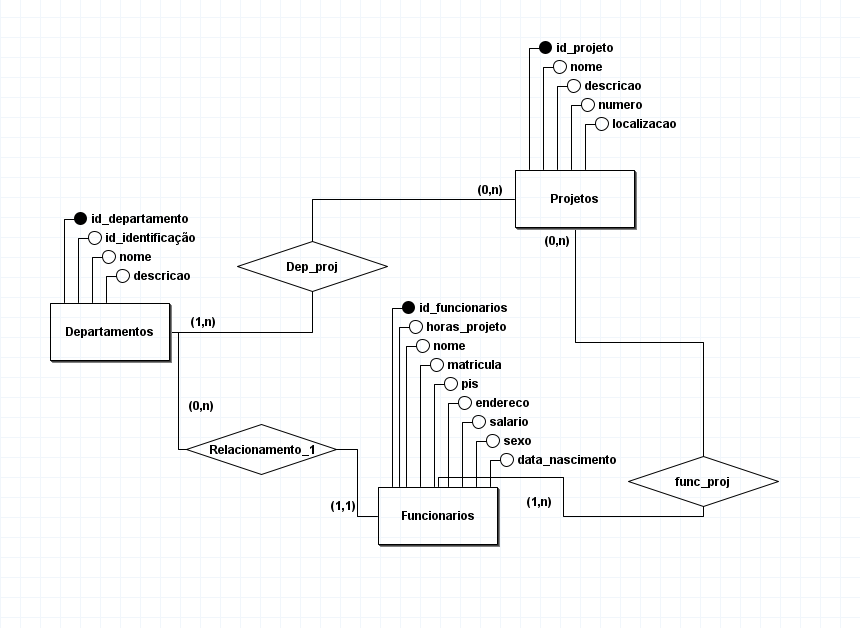 id_projeto
nome
descricao
numero
localizacao
(0,n)
Projetos
id_departamento
id_identificação
nome
descricao
(0,n)
Dep_proj
id_funcionarios
(1,n)
horas_projeto
Departamentos
nome
matricula
pis
(0,n)
endereco
salario
sexo
Relacionamento_1
data_nascimento
func_proj
(1,1)
(1,n)
Funcionarios